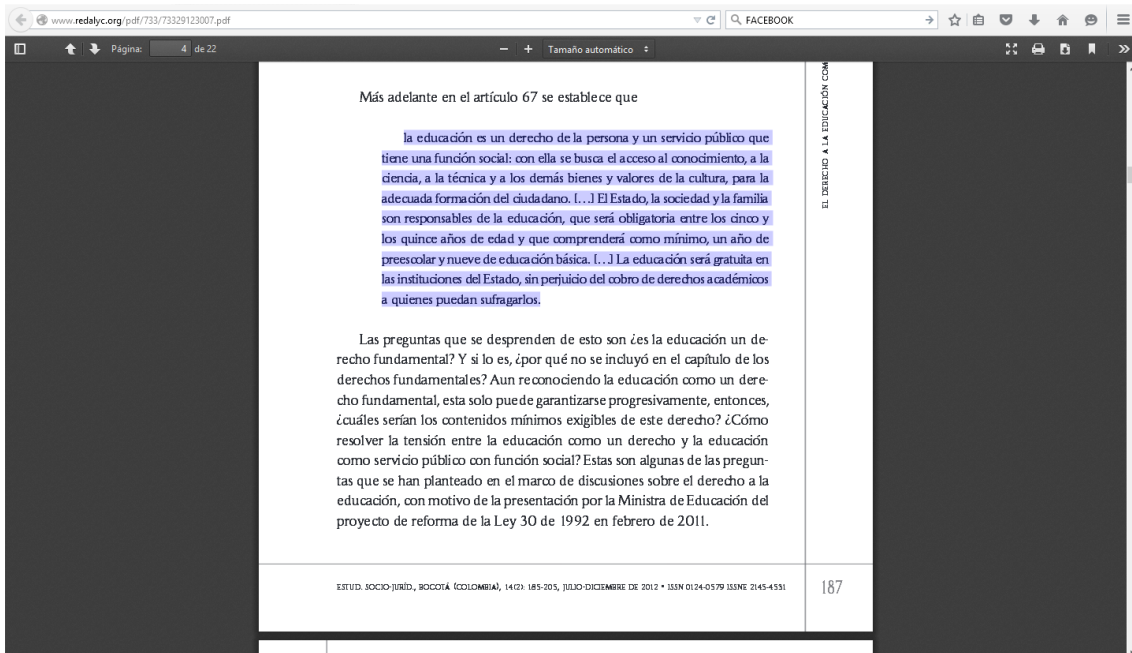 www.redalyc.org/pdf/733/73329123007.pdf
FACEBOOK
Página: 4 de 22
Tamaño automático
EL DERECHO A LA EDUCACIÓN COM
Más adelante en el artículo 67 se establece que
la educación es un derecho de la persona y un servicio público que
tiene una función social: con ella se busca el acceso al conocimiento, a la
ciencia, a la técnica y a los demás bienes y valores de la cultura, para la
adecuada formación del ciudadano. [...] El Estado, la sociedad y la familia
son responsables de la educación, que será obligatoria entre los cinco y
los quince años de edad y que comprenderá como mínimo, un año de
preescolar y nueve de educación básica. [...] La educación será gratuita en
las instituciones del Estado, sin perjuicio del cobro de derechos académicos
a quienes puedan sufragarlos.
Las preguntas que se desprenden de esto son ¿es la educación un de-
recho fundamental? Y si lo es, ¿por qué no se incluyó en el capítulo de los
derechos fundamentales? Aun reconociendo la educación como un dere-
cho fundamental, esta solo puede garantizarse progresivamente, entonces,
¿cuáles serían los contenidos mínimos exigibles de este derecho? ¿Cómo
resolver la tensión entre la educación como un derecho y la educación
como servicio público con función social? Estas son algunas de las pregun-
tas que se han planteado en el marco de discusiones sobre el derecho a la
educación, con motivo de la presentación por la Ministra de Educación del
proyecto de reforma de la Ley 30 de 1992 en febrero de 2011.
ESTUD. SOCIO-JURÍD., BOGOTÁ (COLOMBIA), 14(2): 185-205, JULIO-DICIEMBRE DE 2012 • ISSN 0124-0579 ISSNE 2145-4531
187